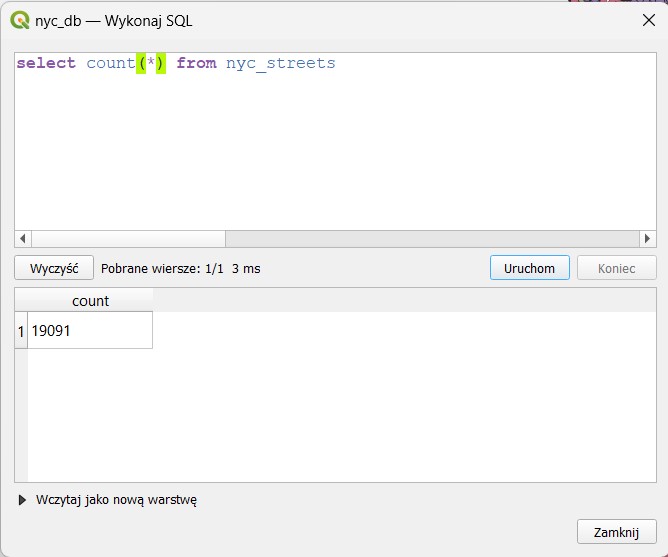 nyc_db — Wykonaj SQL
select count(*) from nyc_streets
Wyczyść Pobrane wiersze: 1/1 3 ms Uruchom Koniec
count
1 19091
Wczytaj jako nową warstwę
Zamknij